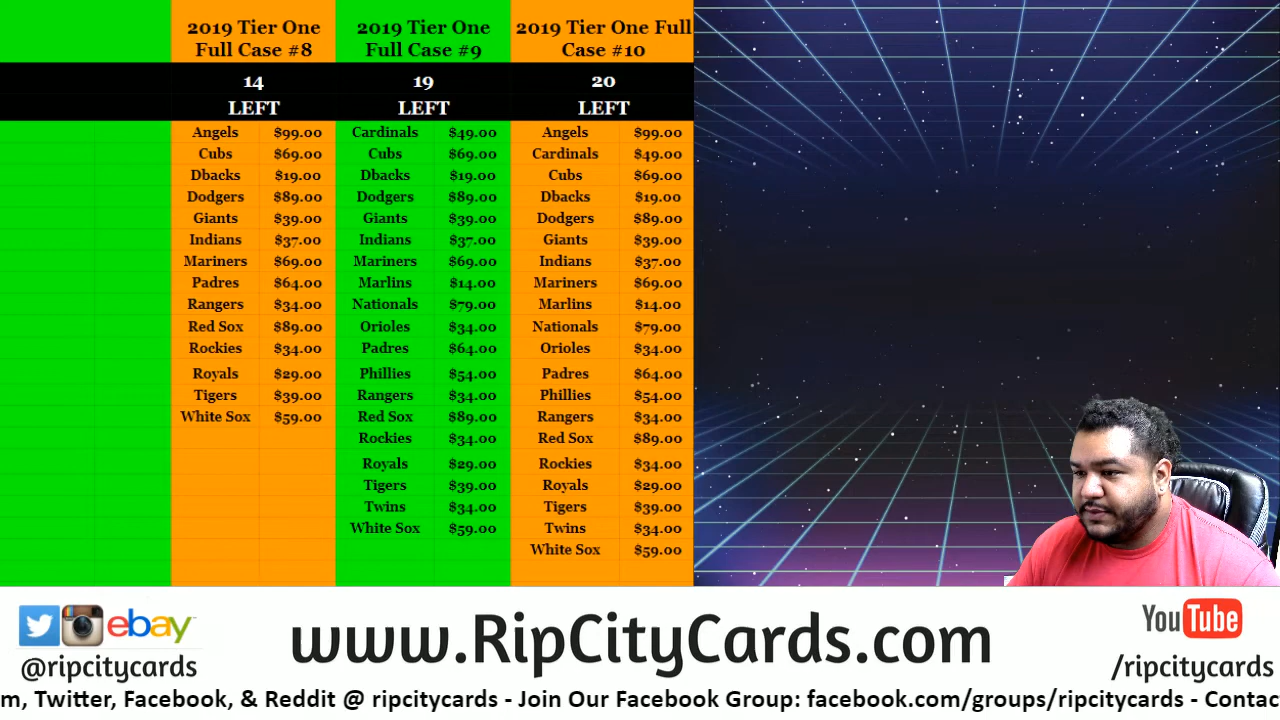 2019 Tier One
Full Case #8
14
LEFT
Angels $99.00
Cubs $69.00
Dbacks $19.00
Dodgers $89.00
Giants $39.00
Indians $37.00
Mariners $69.00
Padres $64.00
Rangers $34.00
Red Sox $89.00
Rockies $34.00
Royals $29.00
Tigers $39.00
White Sox $59.00
2019 Tier One
Full Case #9
19
LEFT
Cardinals $49.00
Cubs $69.00
Dbacks $19.00
Dodgers $89.00
Giants $39.00
Indians $37.00
Mariners $69.00
Marlins $14.00
Nationals $79.00
Orioles $34.00
Padres $64.00
Phillies $54.00
Rangers $34.00
Red Sox $89.00
Rockies $34.00
Royals $29.00
Tigers $39.00
Twins $34.00
White Sox $59.00
2019 Tier One Full
Case #10
20
LEFT
Angels $99.00
Cardinals $49.00
Cubs $69.00
Dbacks $19.00
Dodgers $89.00
Giants $39.00
Indians $37.00
Mariners $69.00
Marlins $14.00
Nationals $79.00
Orioles $34.00
Padres $64.00
Phillies $54.00
Rangers $34.00
Red Sox $89.00
Rockies $34.00
Royals $29.00
Tigers $39.00
Twins $34.00
White Sox $59.00
ebay
@ripcitycards
www.RipCityCards.com
YouTube
/ripcitycards
m, Twitter, Facebook, & Reddit @ ripcitycards - Join Our Facebook Group: facebook.com/groups/ripcitycards - Contac